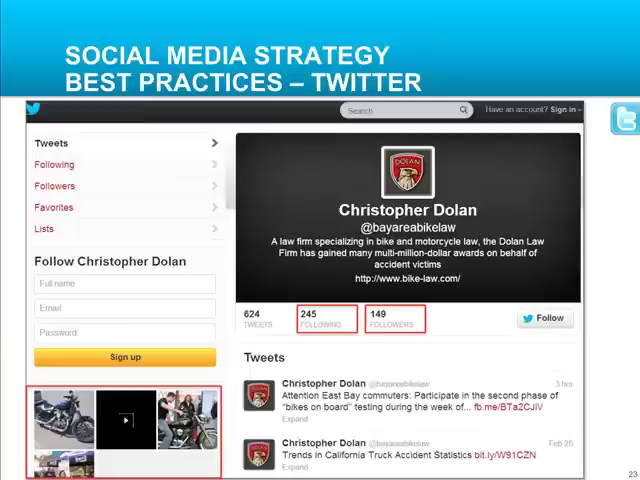 SOCIAL MEDIA STRATEGY
BEST PRACTICES – TWITTER
Search
Have an account? Sign in
Tweets
Following
Followers
Favorites
Lists
Follow Christopher Dolan
Full name
Email
Password
Sign up
DOLAN
Christopher Dolan
@bayareabikelaw
A law firm specializing in bike and motorcycle law, the Dolan Law
Firm has gained many multi-million-dollar awards on behalf of
accident victims
http://www.bike-law.com/
624
TWEETS
245
FOLLOWING
149
FOLLOWERS
Follow
Tweets
Christopher Dolan @bayareabikelaw 3 hrs
Attention East Bay commuters: Participate in the second phase of
"bikes on board" testing during the week of... fb.me/BTa2CJiV
Expand
Christopher Dolan @bayareabikelaw Feb 25
Trends in California Truck Accident Statistics bit.ly/W91CZN
Expand
23